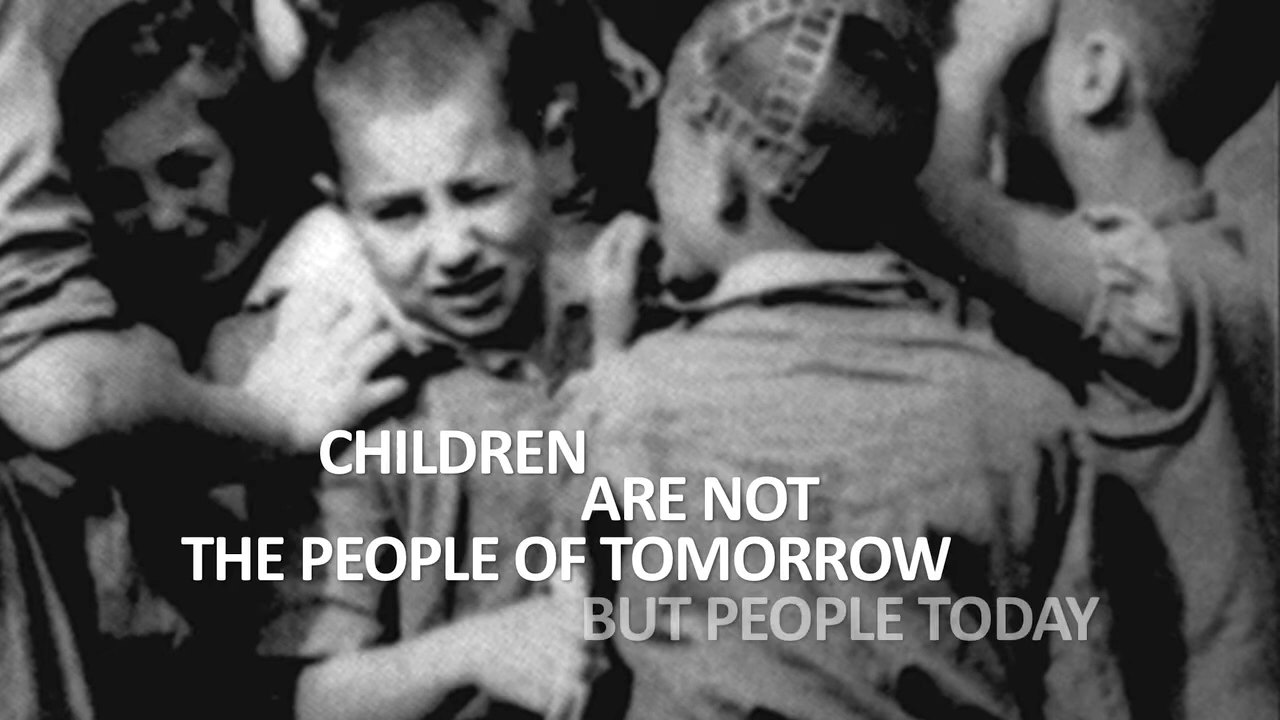 CHILDREN
ARE NOT
THE PEOPLE OF TOMORROW
BUT PEOPLE TODAY